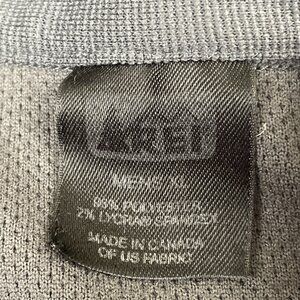 REI
MENS XL
98% POLYESTER
2% LYCRA® SPANDEX
MADE IN CANADA
OF US FABRIC